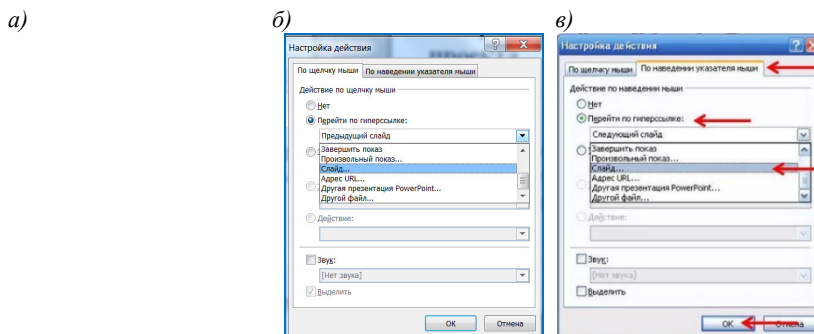 а) б) в)
Настройка действия
По щелчку мыши По наведении указателя мыши
Действие по щелчку мыши
Нет
Перейти по гиперссылке:
Предыдущий слайд
Завершить показ
Произвольный показ...
Слайд...
Адрес URL...
Другая презентация PowerPoint...
Другой файл...
Действие:
Звук:
[Нет звука]
Выделить
ОК Отмена
Настройка действия
По щелчку мыши По наведении указателя мыши
Действие по наведении мыши
Нет
Перейти по гиперссылке:
Следующий слайд
Завершить показ
Произвольный показ...
Слайд...
Адрес URL...
Другая презентация PowerPoint...
Другой файл...
Действие:
Звук:
[Нет звука]
Выделить
ОК Отмена